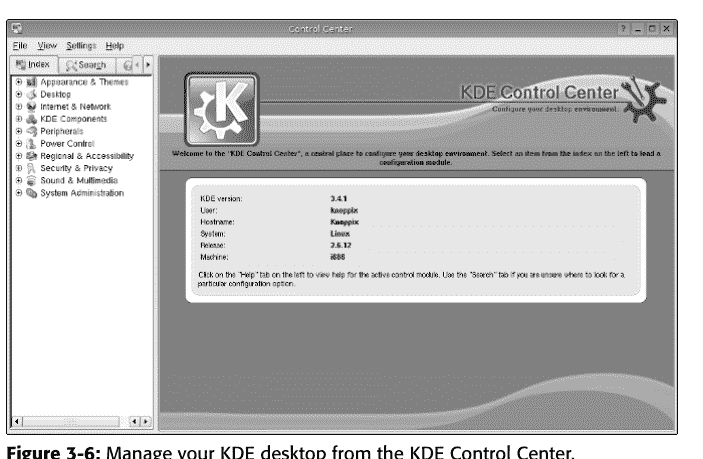 Control Center
File View Settings Help
Index Search
Appearance & Themes
Desktop
Internet & Network
KDE Components
Peripherals
Power Control
Regional & Accessibility
Security & Privacy
Sound & Multimedia
System Administration
K
KDE Control Center
Configure your desktop environment.
Welcome to the "KDE Control Center", a central place to configure your desktop environment. Select an item from the index on the left to load a
configuration module.
KDE version: 3.4.1
User: knoppix
Hostname: Knoppix
System: Linux
Release: 2.6.12
Machine: i686
Click on the "Help" tab on the left to view help for the active control module. Use the "Search" tab if you are unsure where to look for a
particular configuration option.
Figure 3-6: Manage your KDE desktop from the KDE Control Center.